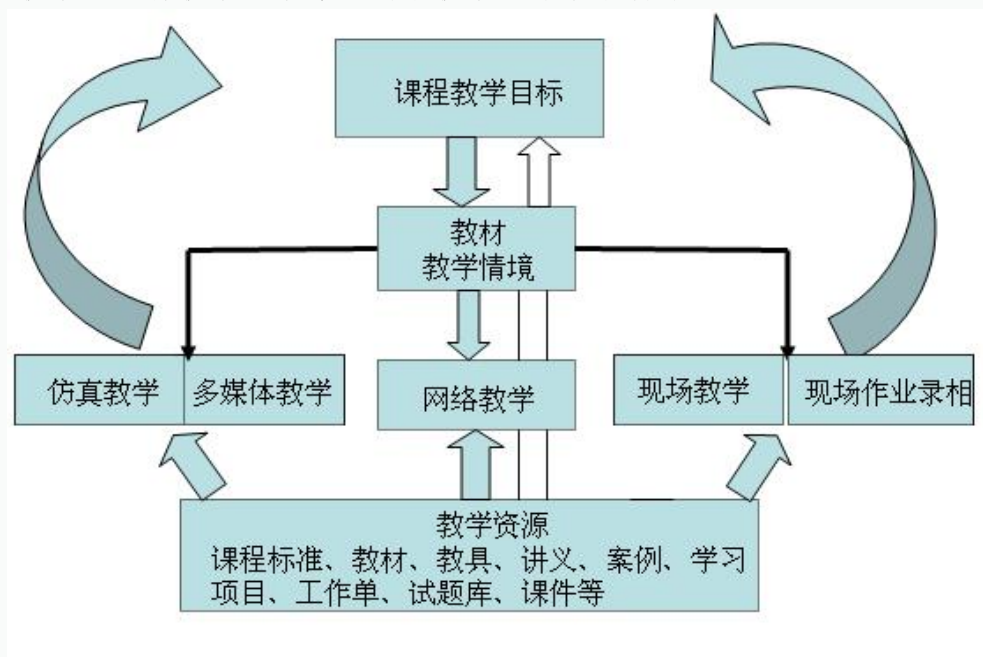 课程教学目标
教材
教学情境
仿真教学
多媒体教学
网络教学
现场教学
现场作业录相
教学资源
课程标准、教材、教具、讲义、案例、学习
项目、工作单、试题库、课件等